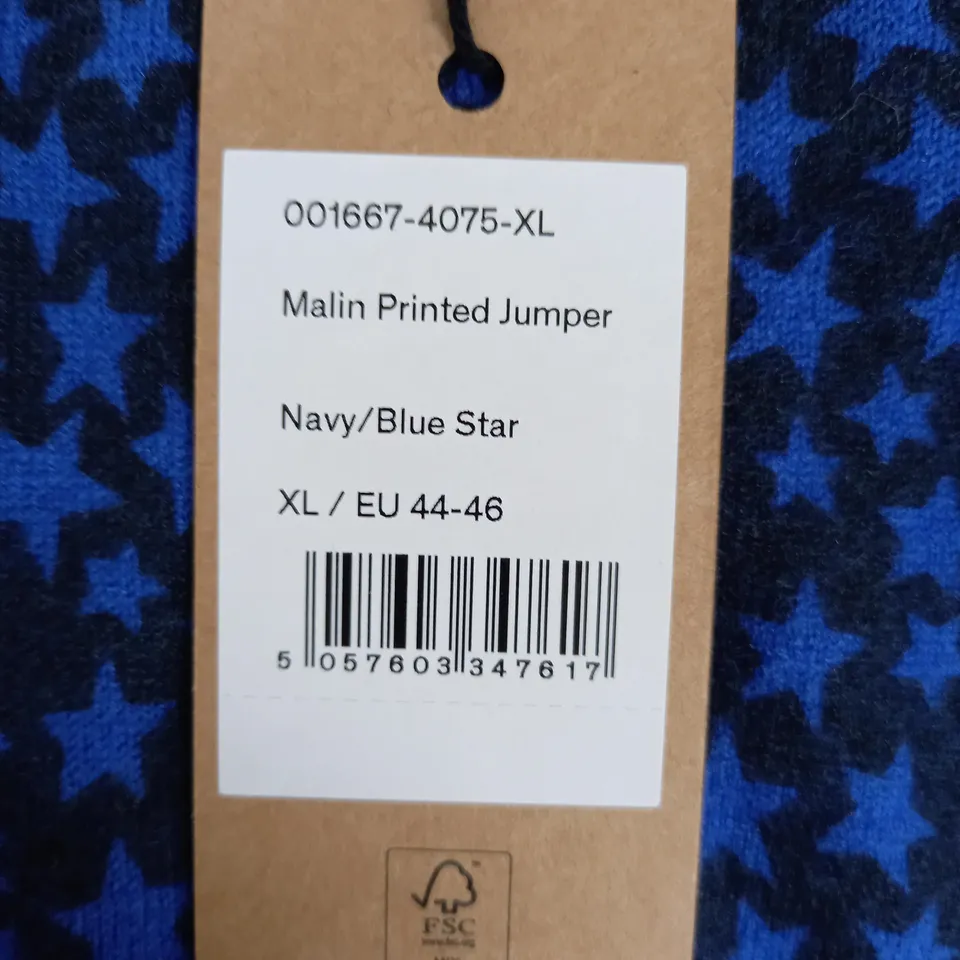 001667-4075-XL
Malin Printed Jumper
Navy/Blue Star
XL / EU 44-46
5 057603 347617
FSC